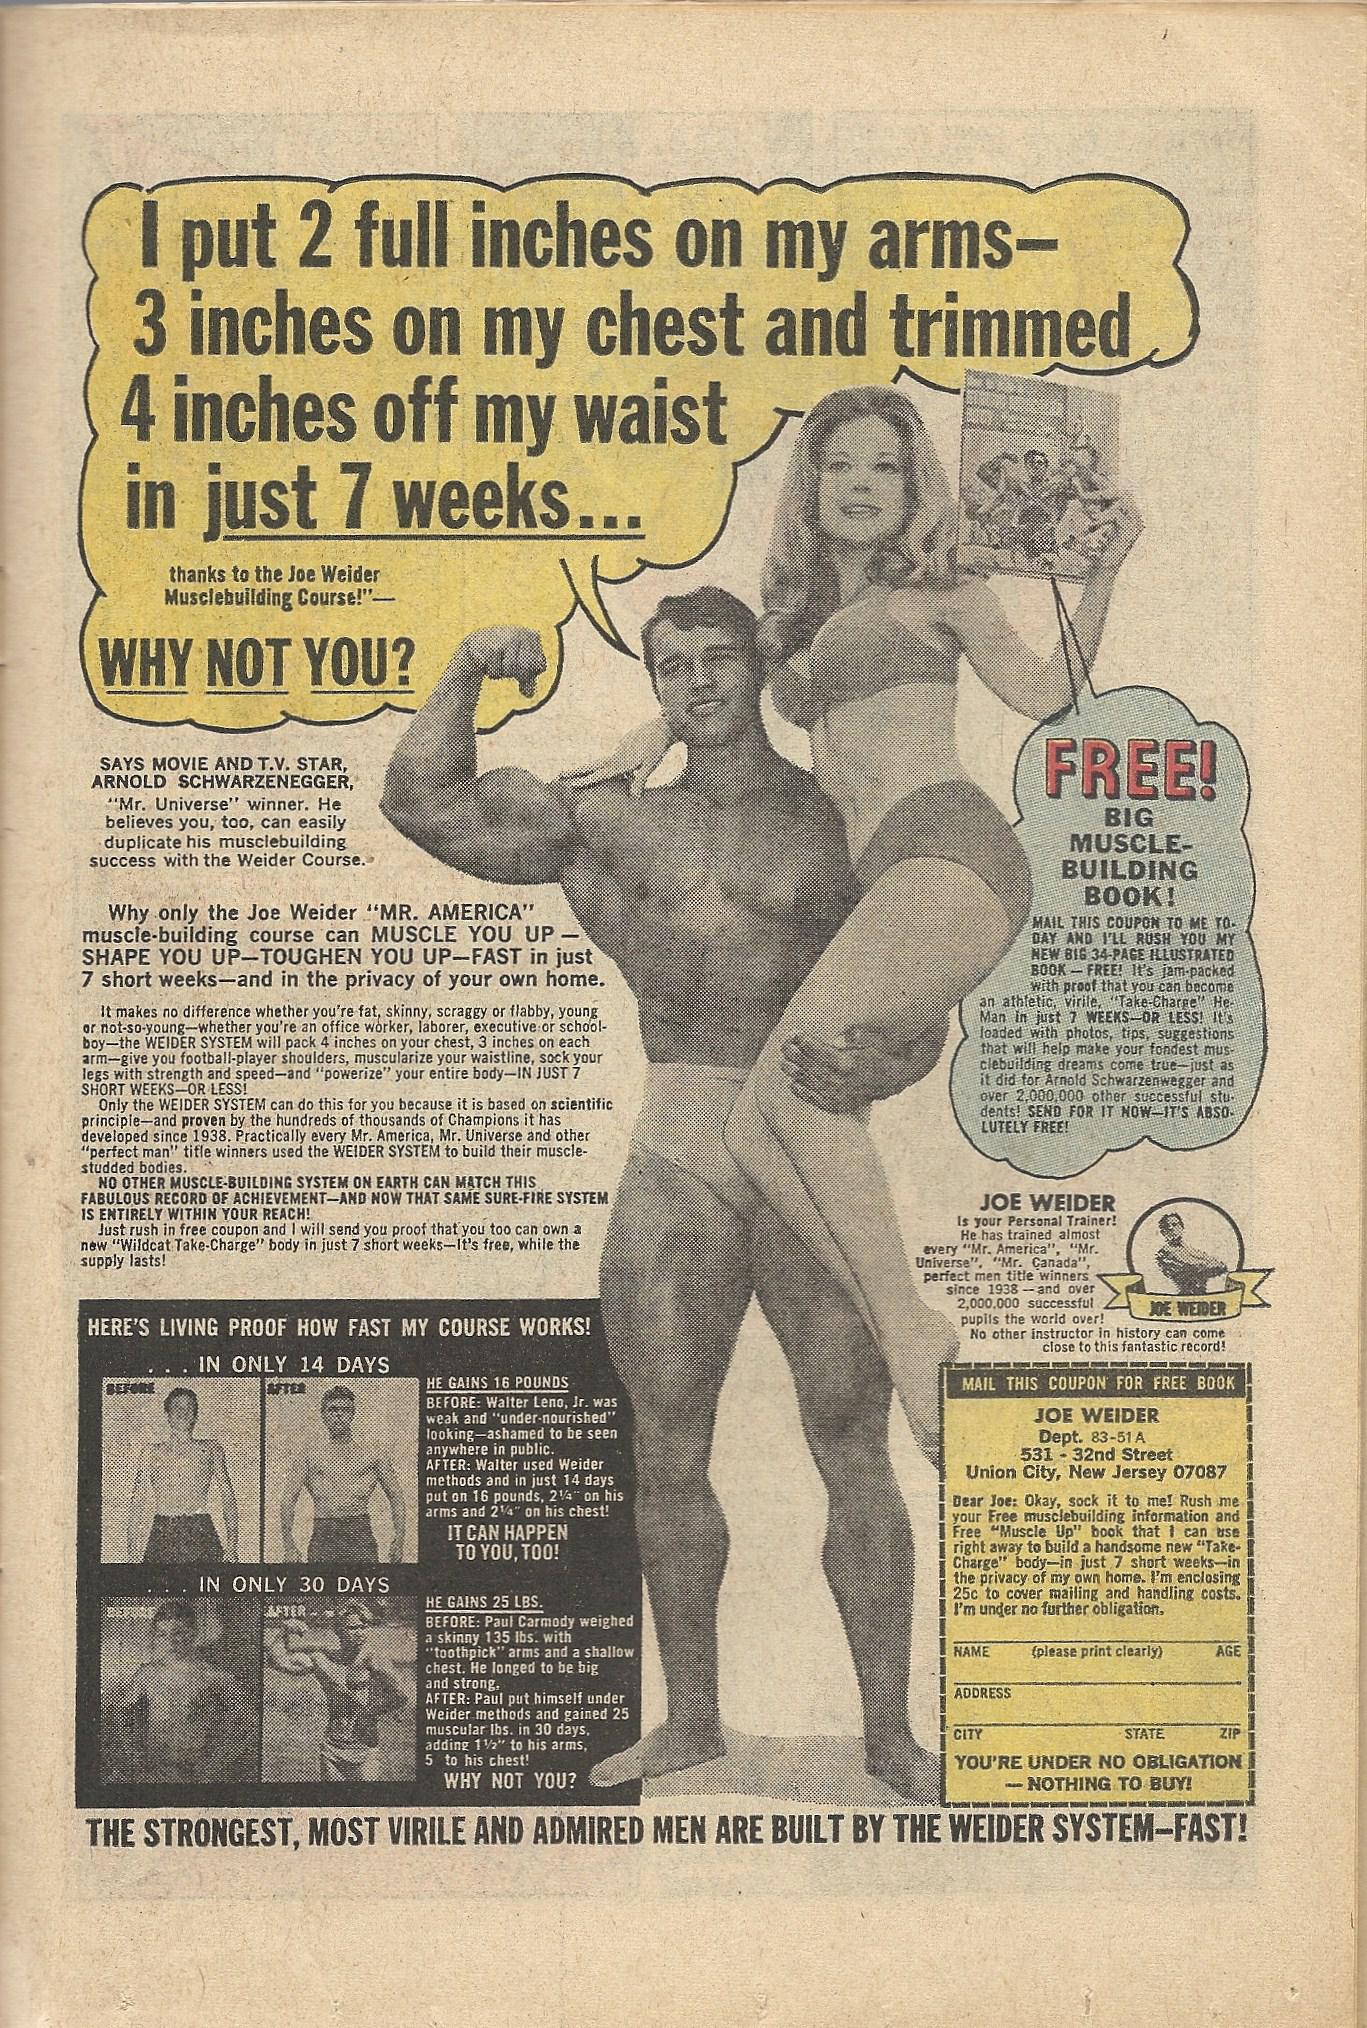 I put 2 full inches on my arms—
3 inches on my chest and trimmed
4 inches off my waist
in just 7 weeks...
thanks to the Joe Weider
Musclebuilding Course!"—
WHY NOT YOU?
SAYS MOVIE AND T.V. STAR,
ARNOLD SCHWARZENEGGER,
"Mr. Universe" winner. He
believes you, too, can easily
duplicate his musclebuilding
success with the Weider Course.
Why only the Joe Weider "MR. AMERICA"
muscle-building course can MUSCLE YOU UP—
SHAPE YOU UP—TOUGHEN YOU UP—FAST in just
7 short weeks—and in the privacy of your own home.
It makes no difference whether you're fat, skinny, scraggy or flabby, young
or not-so-young—whether you're an office worker, laborer, executive or school-
boy—the WEIDER SYSTEM will pack 4 inches on your chest, 3 inches on each
arm—give you football-player shoulders, muscularize your waistline, sock your
legs with strength and speed—and "powerize" your entire body—IN JUST 7
SHORT WEEKS—OR LESS!
Only the WEIDER SYSTEM can do this for you because it is based on scientific
principle—and proven by the hundreds of thousands of Champions it has
developed since 1938. Practically every Mr. America, Mr. Universe and other
"perfect man" title winners used the WEIDER SYSTEM to build their muscle-
studded bodies.
NO OTHER MUSCLE-BUILDING SYSTEM ON EARTH CAN MATCH THIS
FABULOUS RECORD OF ACHIEVEMENT—AND NOW THAT SAME SURE-FIRE SYSTEM
IS ENTIRELY WITHIN YOUR REACH!
Just rush in free coupon and I will send you proof that you too can own a
new "Wildcat Take-Charge" body in just 7 short weeks—It's free, while the
supply lasts!
FREE!
BIG
MUSCLE-
BUILDING
BOOK!
MAIL THIS COUPON TO ME TO-
DAY AND I'LL RUSH YOU MY
NEW BIG 34-PAGE ILLUSTRATED
BOOK—FREE! It's jam-packed
with proof that you can become
an athletic, virile, "Take-Charge" He-
Man in just 7 WEEKS—OR LESS! It's
loaded with photos, tips, suggestions
that will help make your fondest mus-
clebuilding dreams come true—just as
it did for Arnold Schwarzenwegger and
over 2,000,000 other successful stu-
dents! SEND FOR IT NOW—IT'S ABSO-
LUTELY FREE!
JOE WEIDER
Is your Personal Trainer!
He has trained almost
every "Mr. America", "Mr.
Universe", "Mr. Canada",
perfect men title winners
since 1938—and over
2,000,000 successful
pupils the world over!
No other instructor in history can come
close to this fantastic record!
JOE WEIDER
HERE'S LIVING PROOF HOW FAST MY COURSE WORKS!
...IN ONLY 14 DAYS
BEFORE
AFTER
HE GAINS 16 POUNDS
BEFORE: Walter Leno, Jr. was
weak and "under-nourished"
looking—ashamed to be seen
anywhere in public.
AFTER: Walter used Weider
methods and in just 14 days
put on 16 pounds, 2¼" on his
arms and 2¼" on his chest!
IT CAN HAPPEN
TO YOU, TOO!
...IN ONLY 30 DAYS
BEFORE
AFTER
HE GAINS 25 LBS.
BEFORE: Paul Carmody weighed
a skinny 135 lbs. with
"toothpick" arms and a shallow
chest. He longed to be big
and strong.
AFTER: Paul put himself under
Weider methods and gained 25
muscular lbs. in 30 days,
adding 1½" to his arms,
5 to his chest!
WHY NOT YOU?
MAIL THIS COUPON FOR FREE BOOK
JOE WEIDER
Dept. 83-51A
531 - 32nd Street
Union City, New Jersey 07087
Dear Joe: Okay, sock it to me! Rush me
your Free musclebuilding information and
Free "Muscle Up" book that I can use
right away to build a handsome new "Take-
Charge" body—in just 7 short weeks—in
the privacy of my own home. I'm enclosing
25c to cover mailing and handling costs.
I'm under no further obligation.
NAME (please print clearly) AGE
ADDRESS
CITY STATE ZIP
YOU'RE UNDER NO OBLIGATION
—NOTHING TO BUY!
THE STRONGEST, MOST VIRILE AND ADMIRED MEN ARE BUILT BY THE WEIDER SYSTEM—FAST!